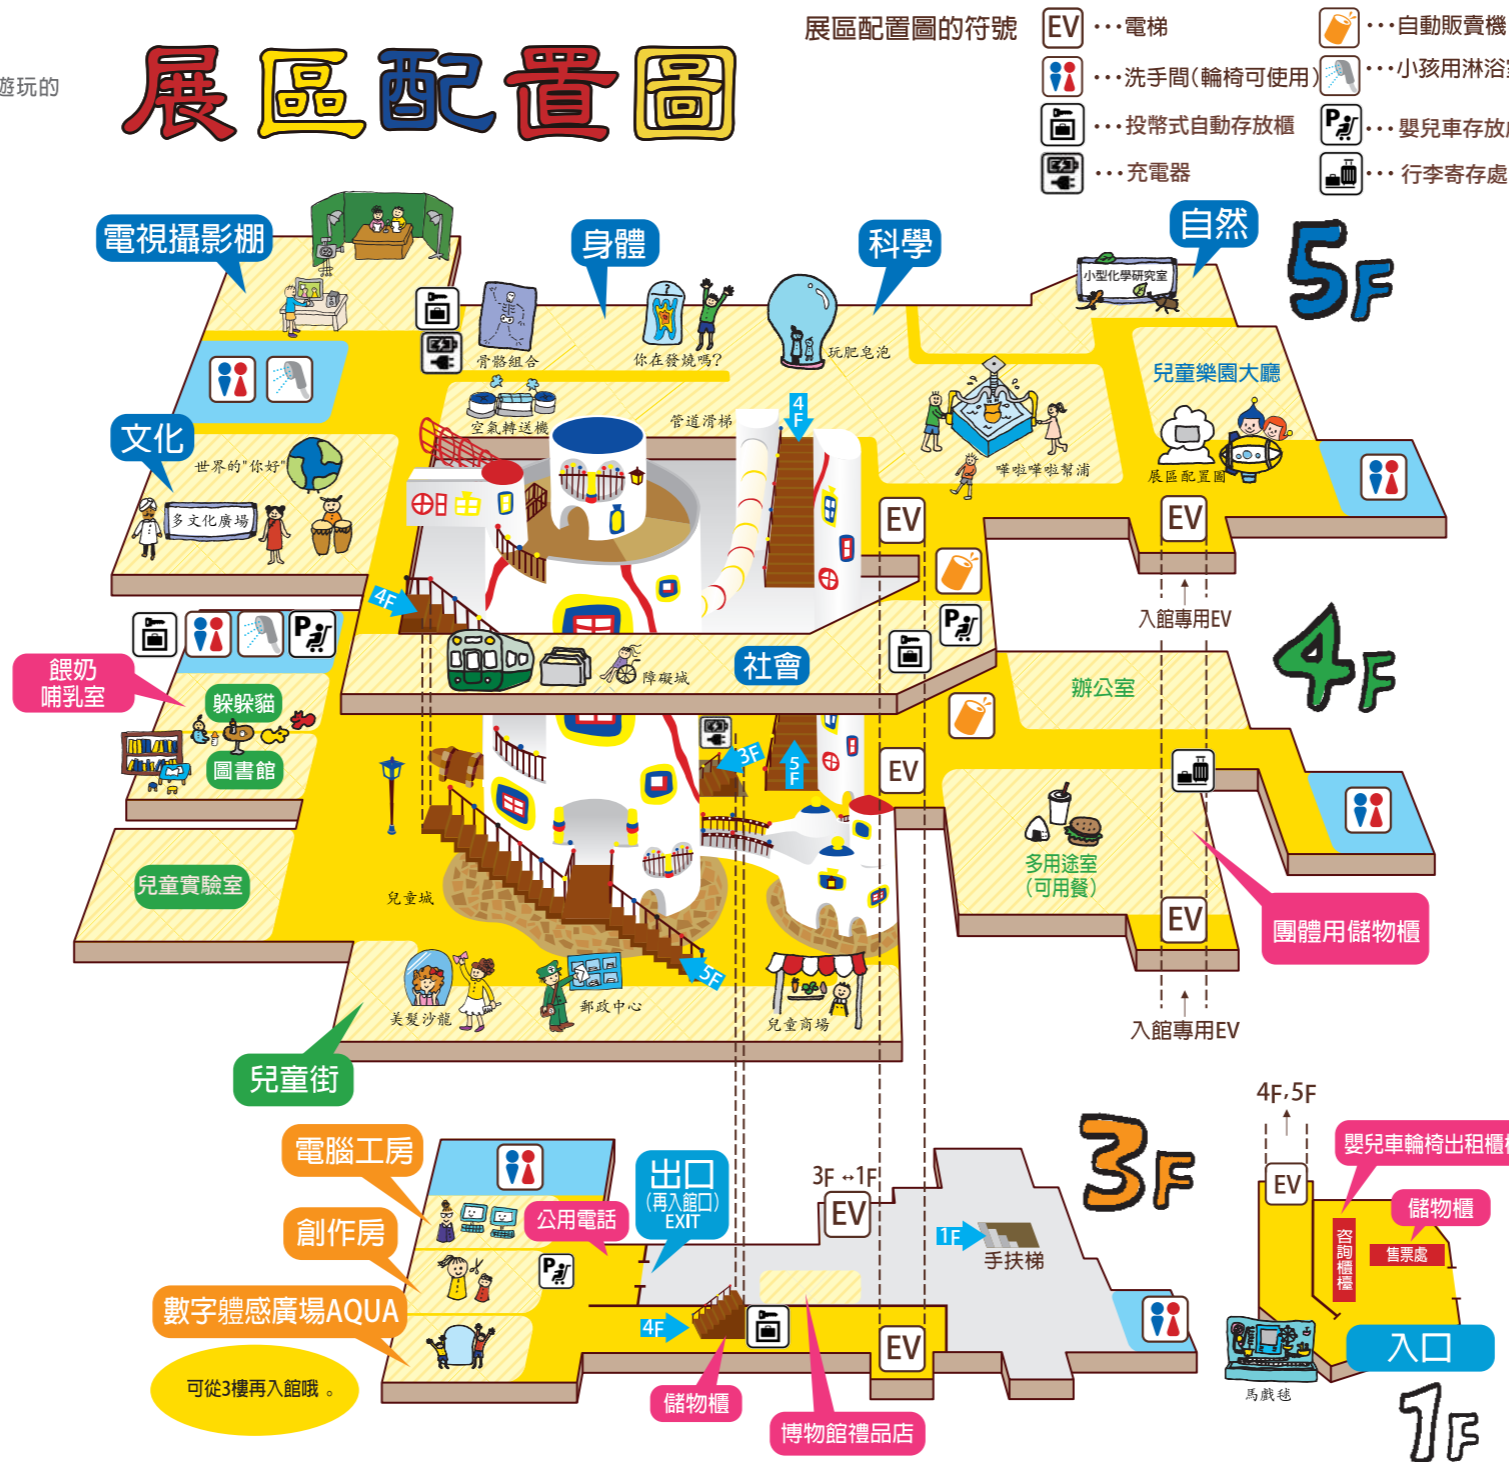 遊玩的
展區配置圖
展區配置圖的符號
EV ···電梯
···自動販賣機
···洗手間(輪椅可使用)
···小孩用淋浴
···投幣式自動存放櫃
P ···嬰兒車存放
···充電器
···行李寄存處
5F
電視攝影棚
身體
科學
自然
小型化學研究室
骨骼組合
你在發燒嗎?
玩肥皂泡
兒童樂園大廳
空氣轉送機
管道滑梯
4F
文化
世界的"你好"
多文化廣場
嘩啦嘩啦幫浦
展區配置圖
EV
EV
4F
入館專用EV
4F
P
P
社會
障礙城
餵奶
哺乳室
躲躲貓
圖書館
辦公室
3F
5F
EV
兒童實驗室
兒童城
多用途室
(可用餐)
EV
團體用儲物櫃
5F
美髮沙龍
郵政中心
兒童商場
入館專用EV
兒童街
3F
4F,5F
EV
嬰兒車輪椅出租櫃
儲物櫃
咨詢櫃檯
售票處
入口
馬戲毬
1F
電腦工房
創作房
數字軆感廣場AQUA
公用電話
出口
(再入館口)
EXIT
3F↔1F
EV
1F
手扶梯
P
4F
EV
可從3樓再入館哦。
儲物櫃
博物館禮品店